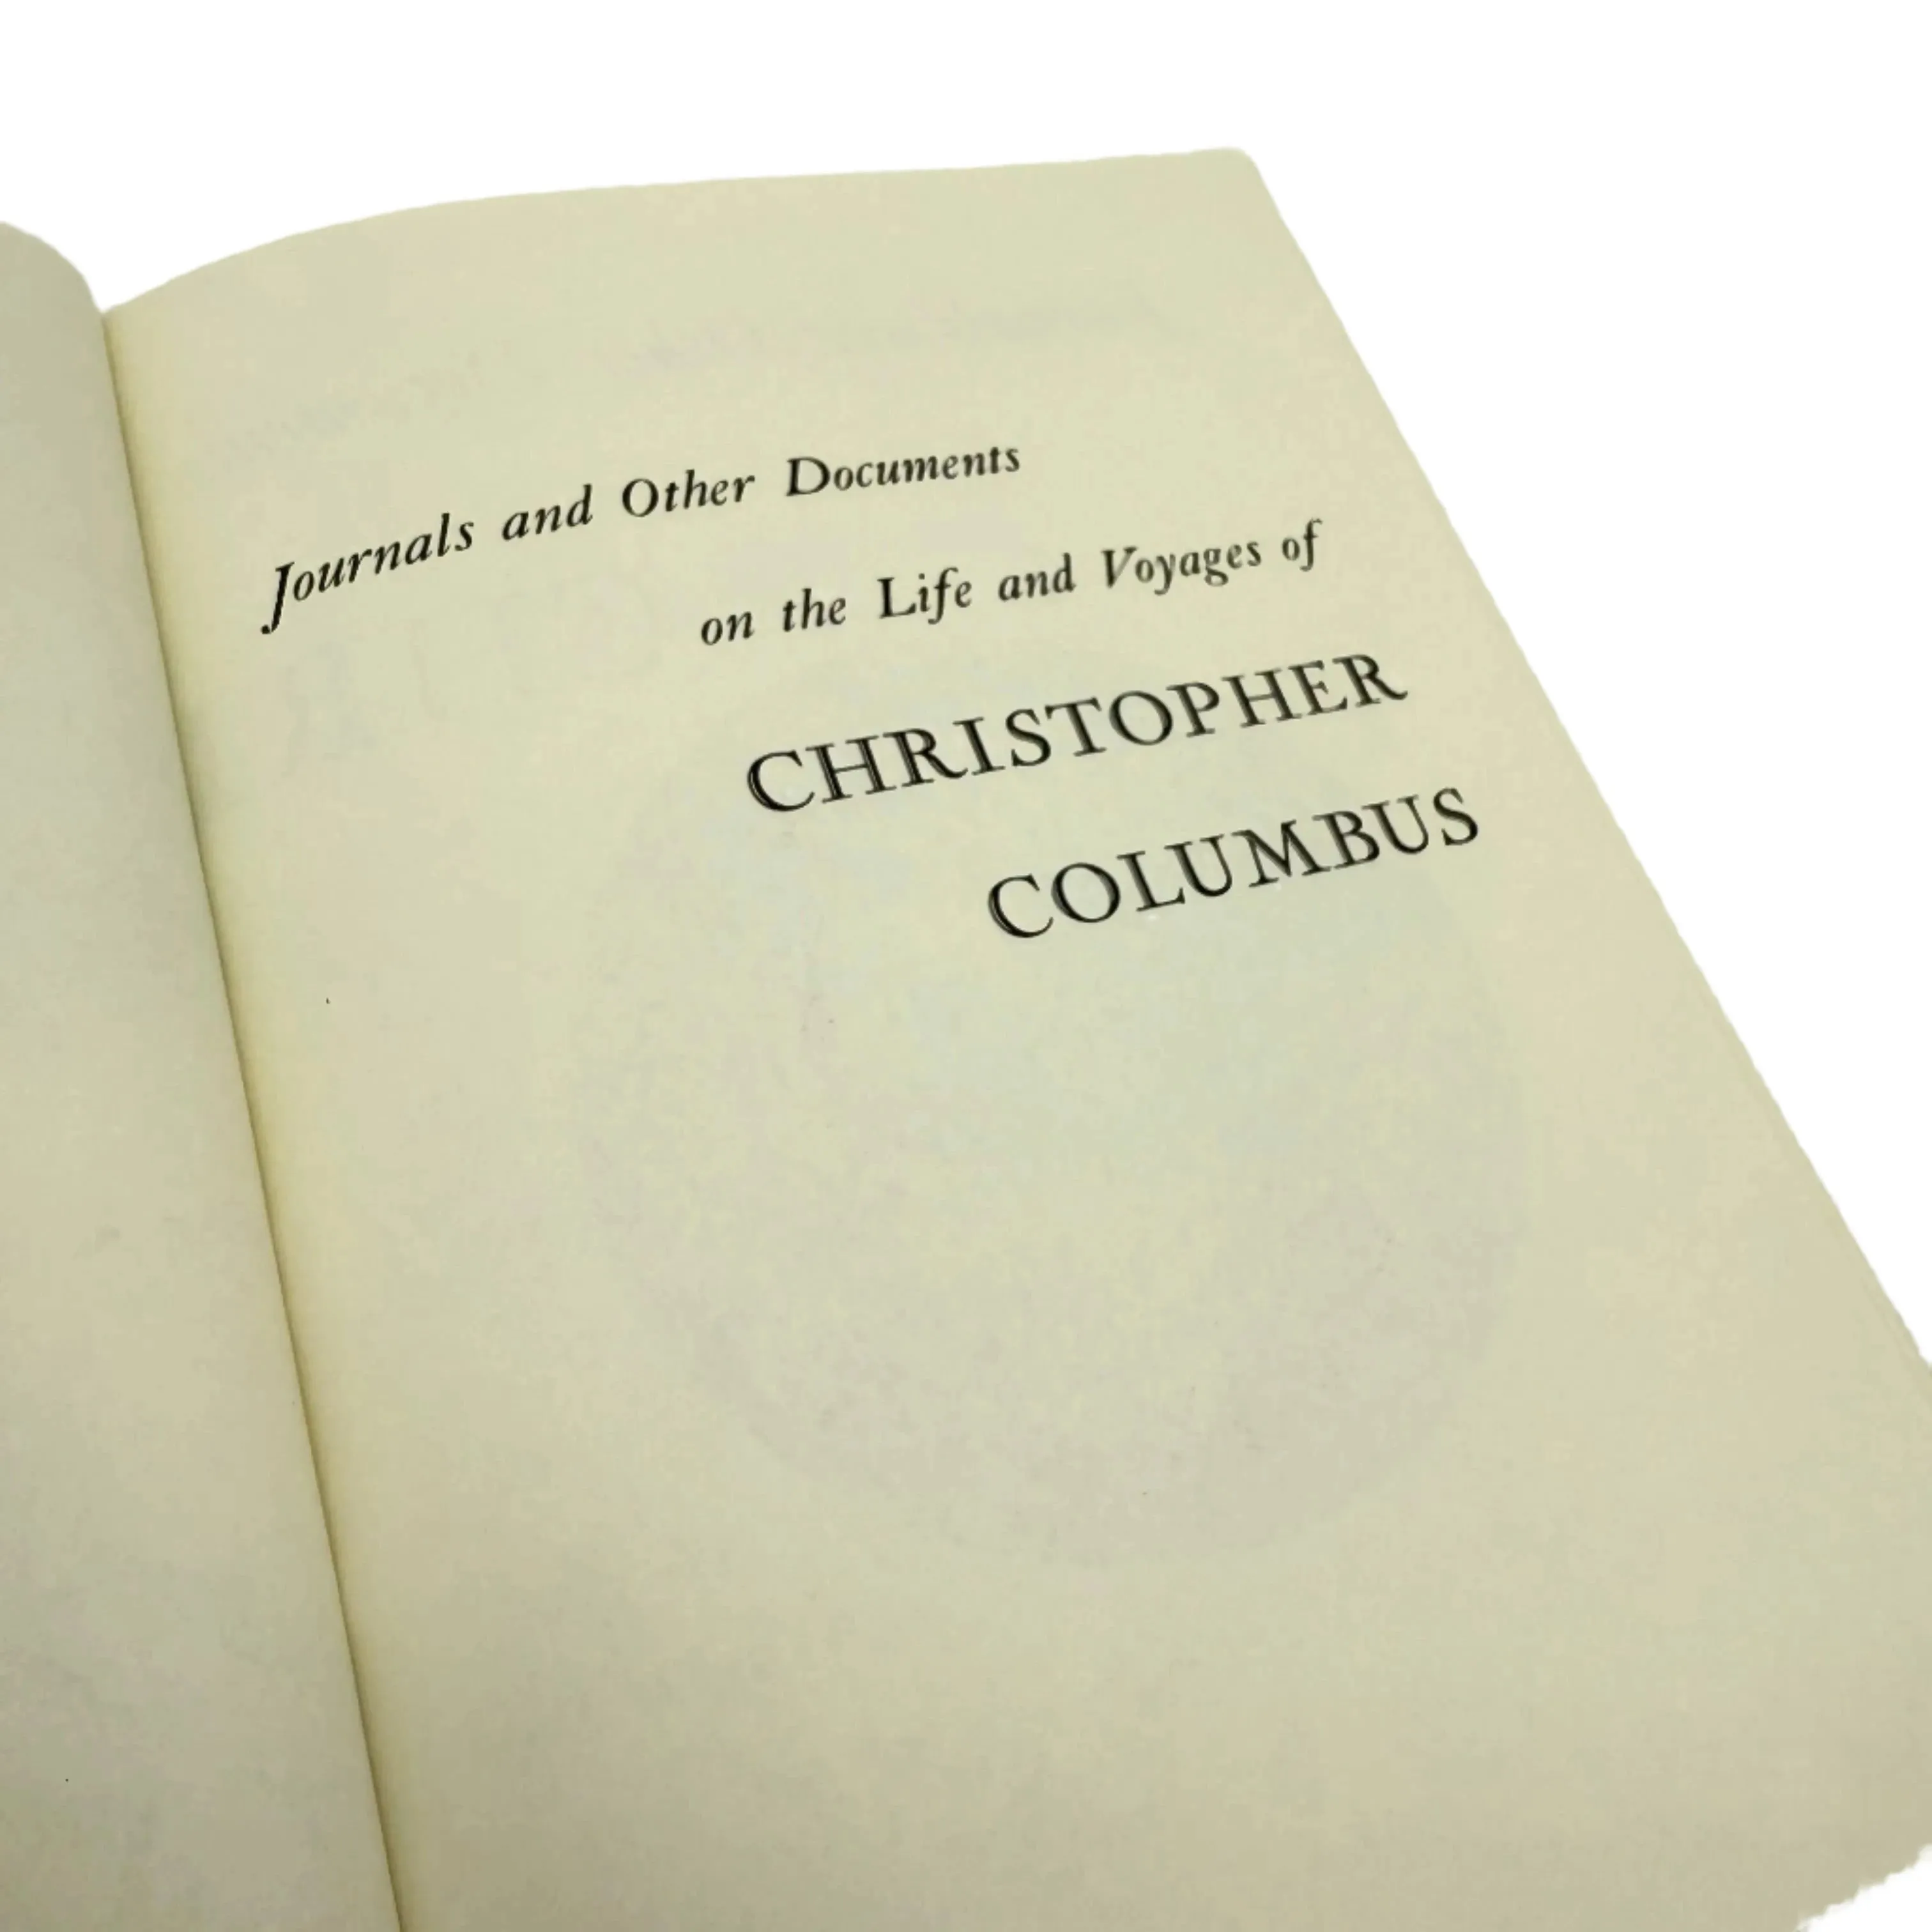 Journals and Other Documents
on the Life and Voyages of
CHRISTOPHER
COLUMBUS